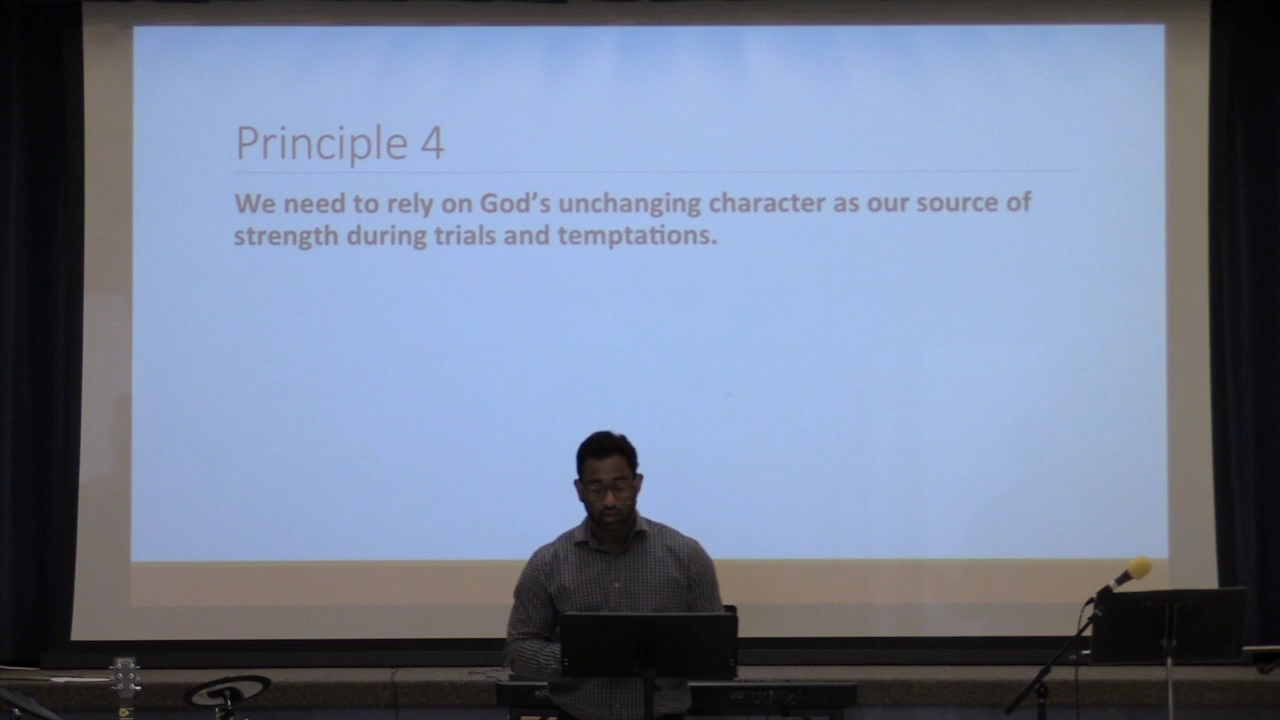 Principle 4
We need to rely on God’s unchanging character as our source of
strength during trials and temptations.